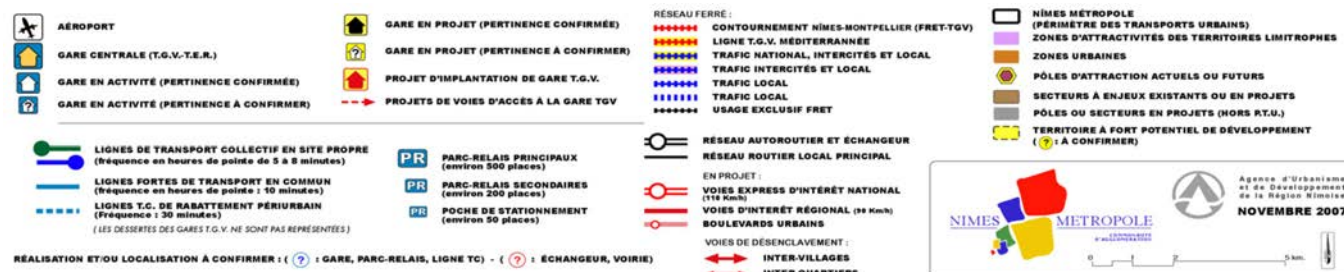 AÉROPORT
GARE CENTRALE (T.G.V.-T.E.R.)
GARE EN ACTIVITÉ (PERTINENCE CONFIRMÉE)
?
GARE EN ACTIVITÉ (PERTINENCE À CONFIRMER)
GARE EN PROJET (PERTINENCE CONFIRMÉE)
?
GARE EN PROJET (PERTINENCE À CONFIRMER)
PROJET D'IMPLANTATION DE GARE T.G.V.
PROJETS DE VOIES D'ACCÈS À LA GARE TGV
RÉSEAU FERRÉ :
CONTOURNEMENT NÎMES-MONTPELLIER (FRET-TGV)
LIGNE T.G.V. MÉDITERRANNÉE
TRAFIC NATIONAL, INTERCITÉS ET LOCAL
TRAFIC INTERCITÉS ET LOCAL
TRAFIC LOCAL
TRAFIC LOCAL
USAGE EXCLUSIF FRET
NÎMES MÉTROPOLE
(PÉRIMÈTRE DES TRANSPORTS URBAINS)
ZONES D'ATTRACTIVITÉS DES TERRITOIRES LIMITROPHES
ZONES URBAINES
PÔLES D'ATTRACTION ACTUELS OU FUTURS
SECTEURS À ENJEUX EXISTANTS OU EN PROJETS
PÔLES OU SECTEURS EN PROJETS (HORS P.T.U.)
TERRITOIRE À FORT POTENTIEL DE DÉVELOPPEMENT
( ? : À CONFIRMER)
LIGNES DE TRANSPORT COLLECTIF EN SITE PROPRE
(fréquence en heures de pointe de 5 à 8 minutes)
LIGNES FORTES DE TRANSPORT EN COMMUN
(fréquence en heures de pointe : 10 minutes)
LIGNES T.C. DE RABATTEMENT PÉRIURBAIN
(Fréquence : 30 minutes)
( LES DESSERTES DES GARES T.G.V. NE SONT PAS REPRÉSENTÉES )
PR PARC-RELAIS PRINCIPAUX
(environ 500 places)
PR PARC-RELAIS SECONDAIRES
(environ 200 places)
PR POCHE DE STATIONNEMENT
(environ 50 places)
RÉSEAU AUTOROUTIER ET ÉCHANGEUR
RÉSEAU ROUTIER LOCAL PRINCIPAL
EN PROJET :
VOIES EXPRESS D'INTÉRÊT NATIONAL
(110 Km/h)
VOIES D'INTERÉT RÉGIONAL (90 Km/h)
BOULEVARDS URBAINS
VOIES DE DÉSENCLAVEMENT :
INTER-VILLAGES
INTER-QUARTIERS
RÉALISATION ET/OU LOCALISATION À CONFIRMER : ( ? : GARE, PARC-RELAIS, LIGNE TC) - ( ? : ÉCHANGEUR, VOIRIE)
NIMES METROPOLE
COMMUNAUTE
D'AGGLOMERATION
Agence d'Urbanisme
et de Développement
de la Région Nîmoise
NOVEMBRE 2002
0 1 2 5 km.